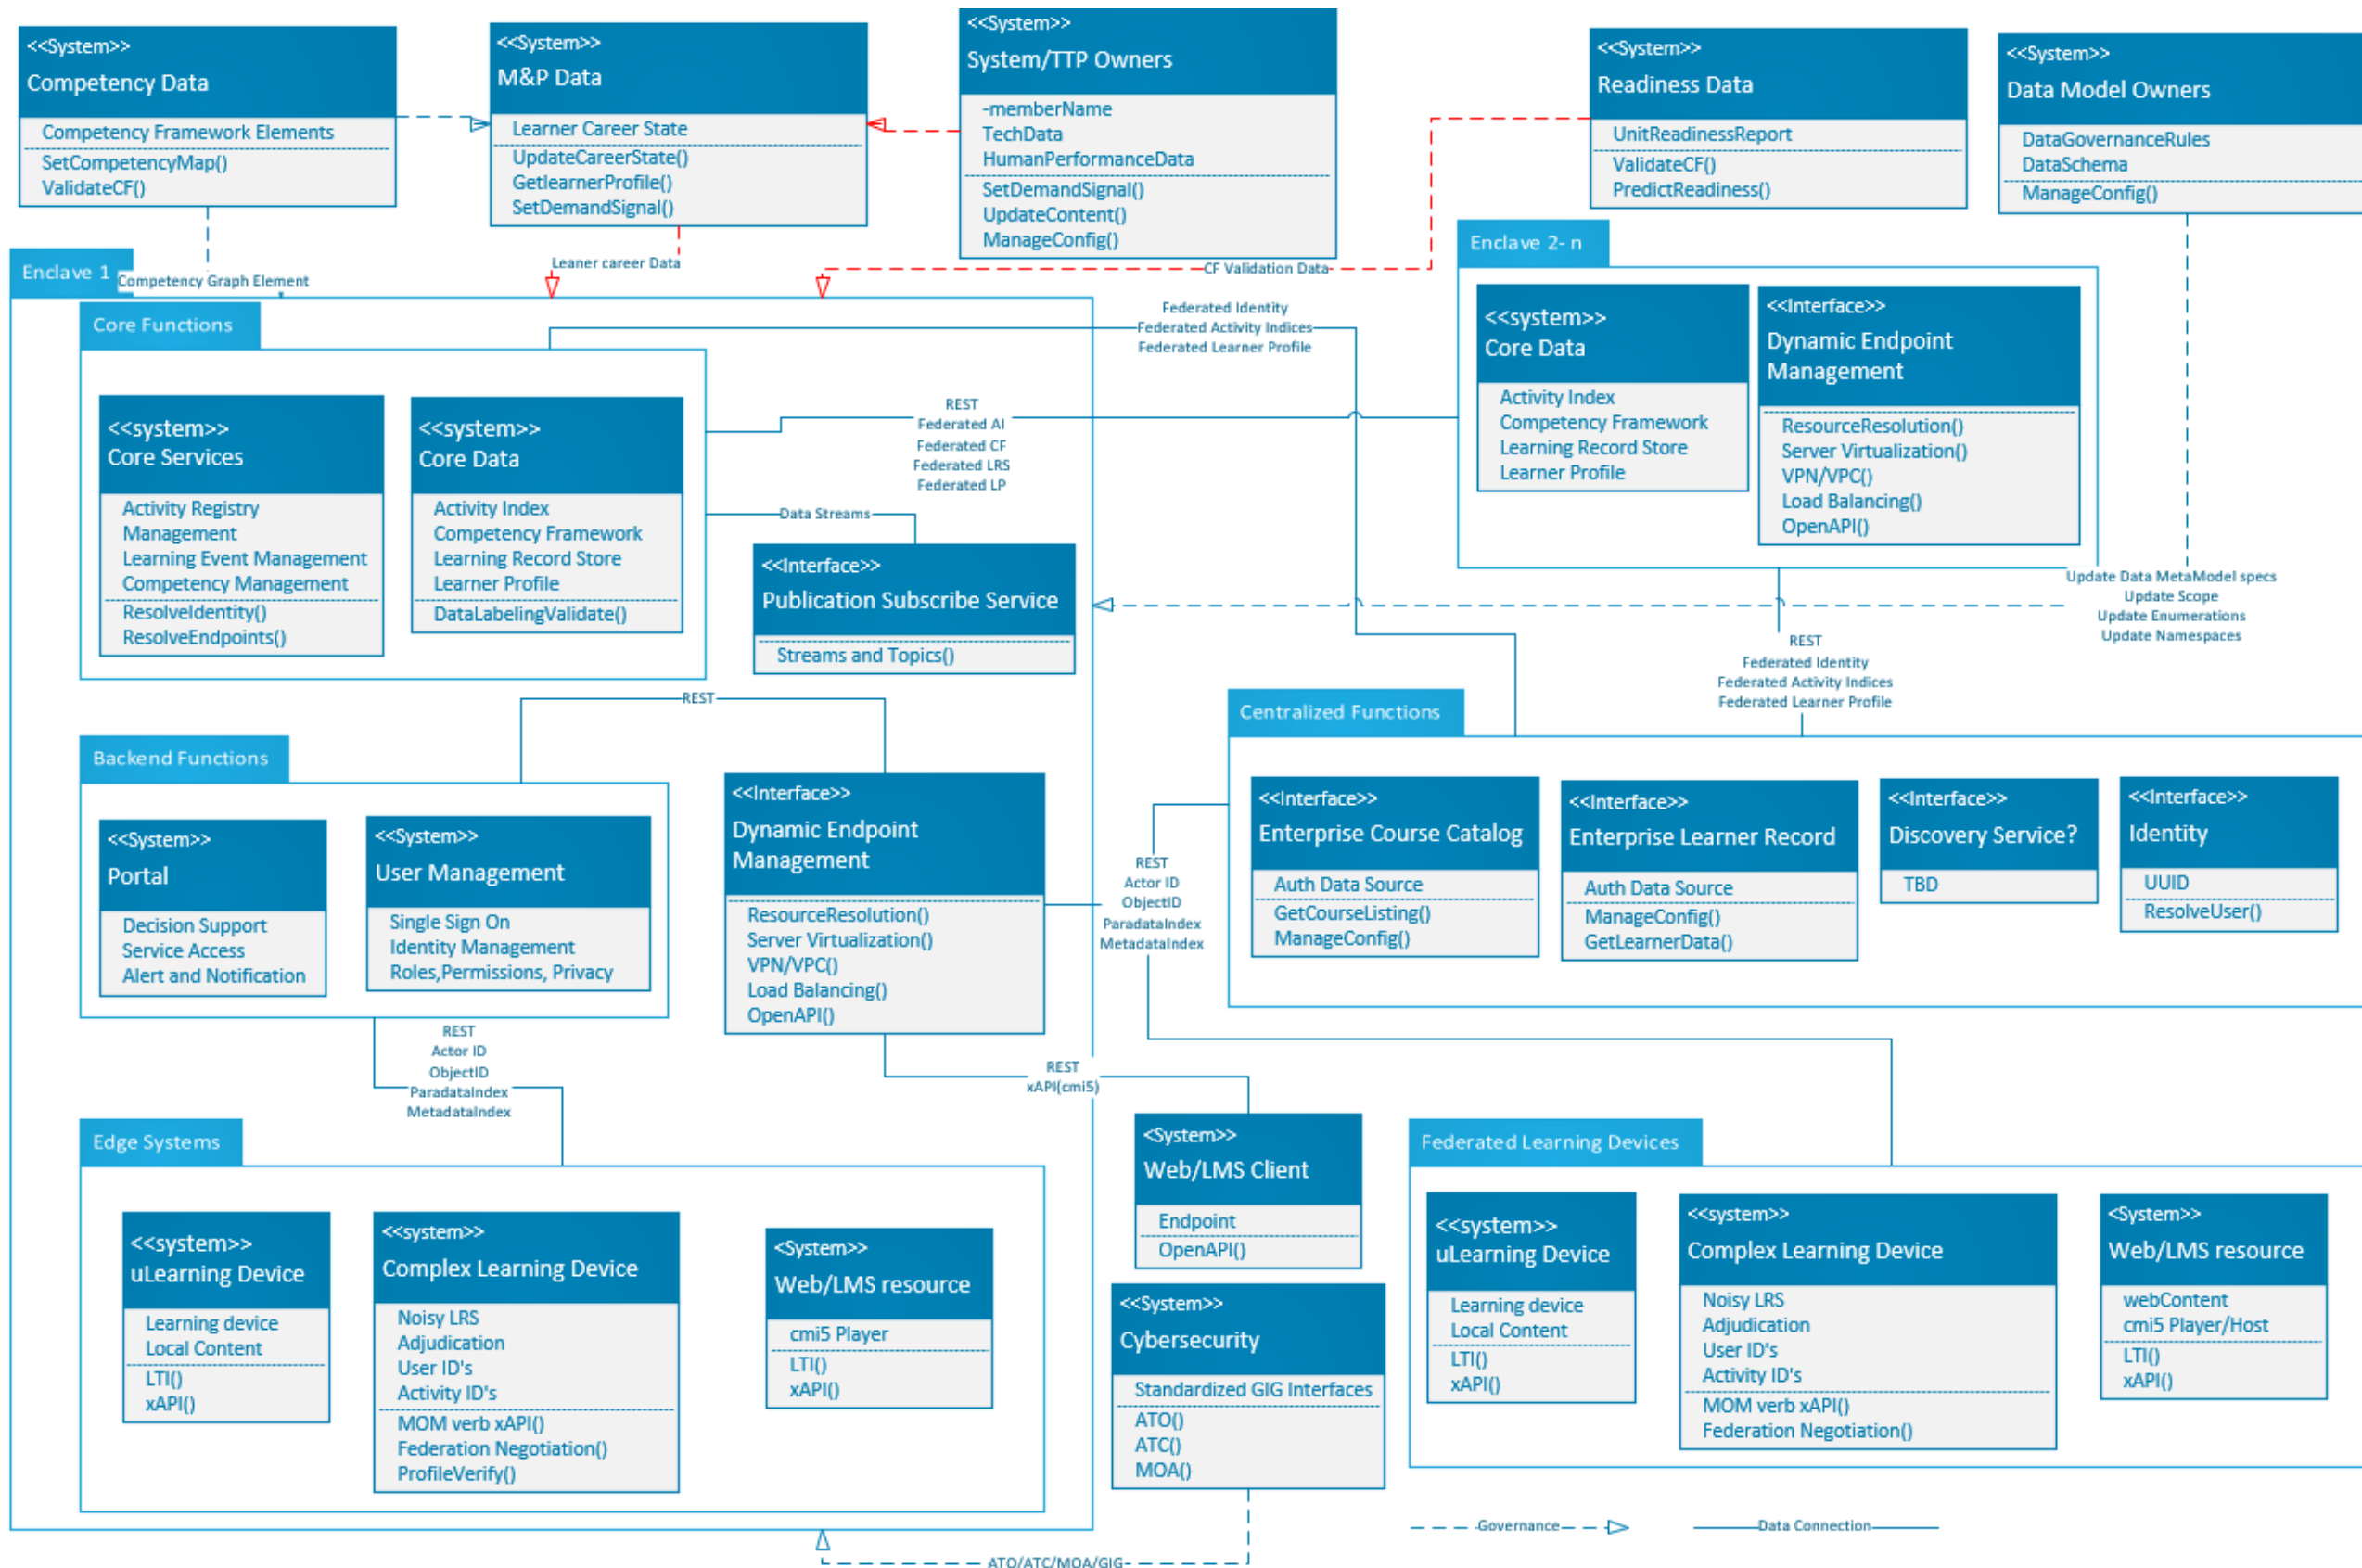 <<System>>
Competency Data
Competency Framework Elements
SetCompetencyMap()
ValidateCF()
<<System>>
M&P Data
Learner Career State
UpdateCareerState()
GetlearnerProfile()
SetDemandSignal()
<<System>>
System/TTP Owners
-memberName
TechData
HumanPerformanceData
SetDemandSignal()
UpdateContent()
ManageConfig()
<<System>>
Readiness Data
UnitReadinessReport
ValidateCF()
PredictReadiness()
<<System>>
Data Model Owners
DataGovernanceRules
DataSchema
ManageConfig()
Enclave 1
Competency Graph Element
Leaner career Data
CF Validation Data
Enclave 2- n
<<system>>
Core Data
Activity Index
Competency Framework
Learning Record Store
Learner Profile
<<Interface>>
Dynamic Endpoint
Management
ResourceResolution()
Server Virtualization()
VPN/VPC()
Load Balancing()
OpenAPI()
Federated Identity
Federated Activity Indices
Federated Learner Profile
Core Functions
<<system>>
Core Services
Activity Registry
Management
Learning Event Management
Competency Management
ResolveIdentity()
ResolveEndpoints()
<<system>>
Core Data
Activity Index
Competency Framework
Learning Record Store
Learner Profile
DataLabelingValidate()
REST
Federated AI
Federated CF
Federated LRS
Federated LP
Data Streams
<<Interface>>
Publication Subscribe Service
Streams and Topics()
Update Data MetaModel specs
Update Scope
Update Enumerations
Update Namespaces
REST
Federated Identity
Federated Activity Indices
Federated Learner Profile
REST
Backend Functions
<<System>>
Portal
Decision Support
Service Access
Alert and Notification
<<System>>
User Management
Single Sign On
Identity Management
Roles,Permissions, Privacy
<<Interface>>
Dynamic Endpoint
Management
ResourceResolution()
Server Virtualization()
VPN/VPC()
Load Balancing()
OpenAPI()
REST
Actor ID
ObjectID
ParadataIndex
MetadataIndex
Centralized Functions
<<Interface>>
Enterprise Course Catalog
Auth Data Source
GetCourseListing()
ManageConfig()
<<Interface>>
Enterprise Learner Record
Auth Data Source
ManageConfig()
GetLearnerData()
<<Interface>>
Discovery Service?
TBD
<<Interface>>
Identity
UUID
ResolveUser()
REST
Actor ID
ObjectID
ParadataIndex
MetadataIndex
REST
xAPI(cmi5)
Edge Systems
<<system>>
uLearning Device
Learning device
Local Content
LTI()
xAPI()
<<system>>
Complex Learning Device
Noisy LRS
Adjudication
User ID's
Activity ID's
MOM verb xAPI()
Federation Negotiation()
ProfileVerify()
<System>>
Web/LMS resource
cmi5 Player
LTI()
xAPI()
<System>>
Web/LMS Client
Endpoint
OpenAPI()
<<System>>
Cybersecurity
Standardized GIG Interfaces
ATO()
ATC()
MOA()
Federated Learning Devices
<<system>>
uLearning Device
Learning device
Local Content
LTI()
xAPI()
<<system>>
Complex Learning Device
Noisy LRS
Adjudication
User ID's
Activity ID's
MOM verb xAPI()
Federation Negotiation()
<System>>
Web/LMS resource
webContent
cmi5 Player/Host
LTI()
xAPI()
Governance
Data Connection
ATO/ATC/MOA/GIG